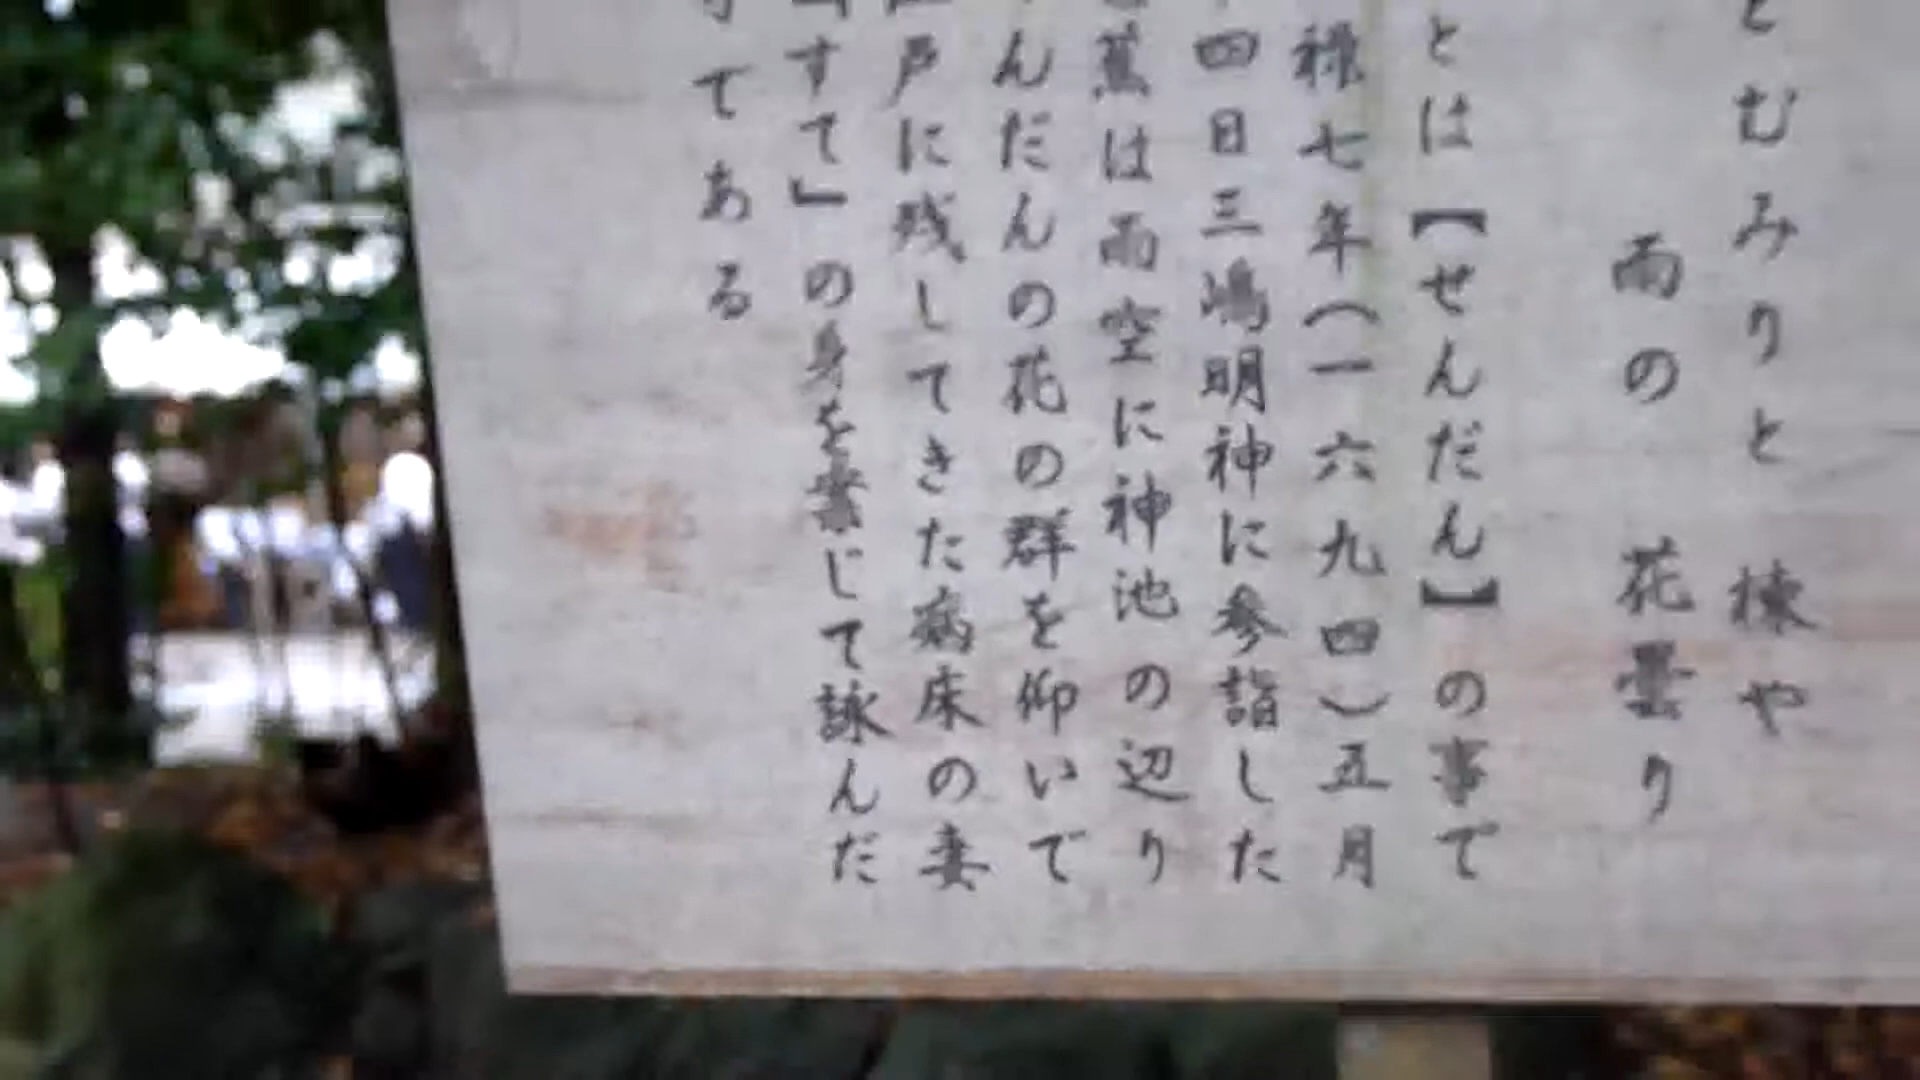 とむみりと 棟や
雨の 花曇り
とは【せんだん】の事で
禄七年(一六九四)五月
四日三嶋明神に参詣した
蕉は雨空に神池の辺り
んだんの花の群を仰いで
戸に残してきた病床の妻
すて」の身を案じて詠んだ
てある